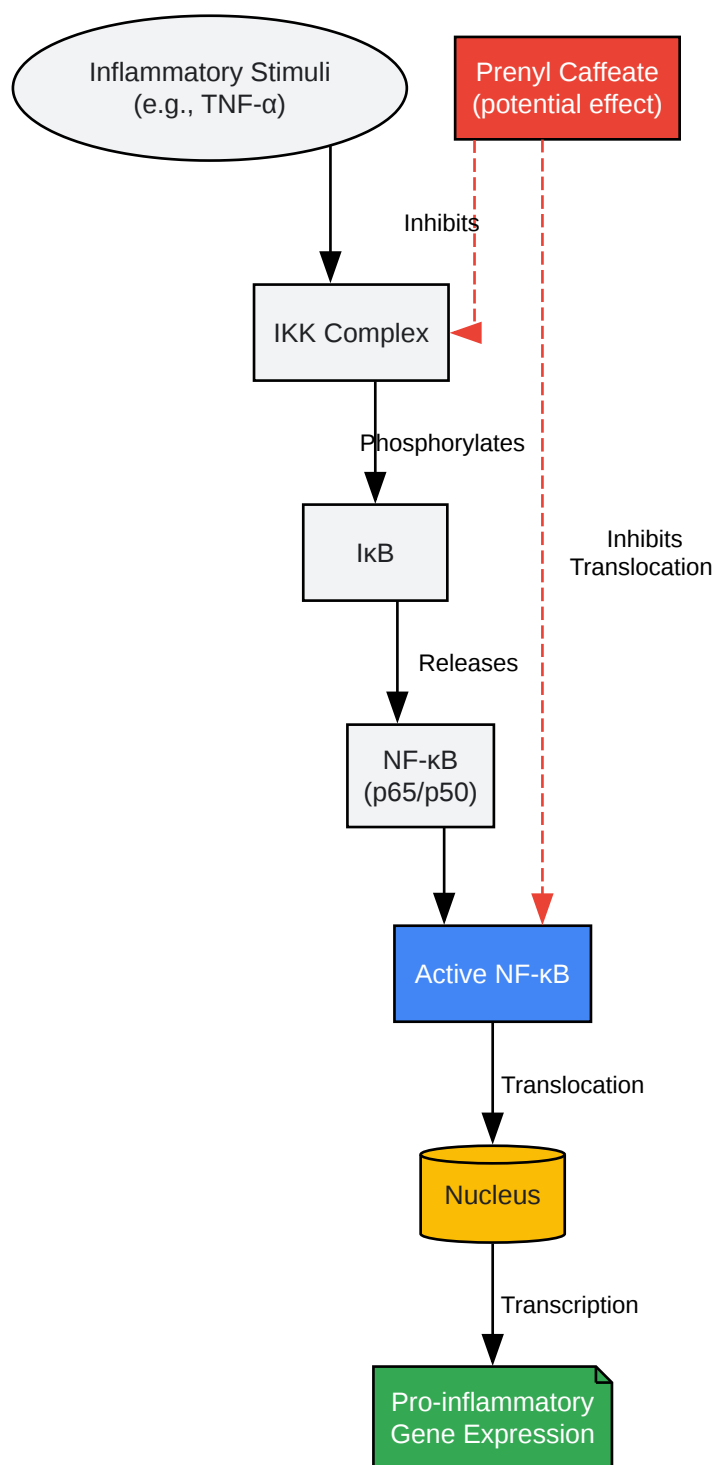 Inflammatory Stimuli
(e.g., TNF-α)
Prenyl Caffeate
(potential effect)
Inhibits
IKK Complex
Phosphorylates
IκB
Inhibits
Translocation
Releases
NF-κB
(p65/p50)
Active NF-κB
Translocation
Nucleus
Transcription
Pro-inflammatory
Gene Expression